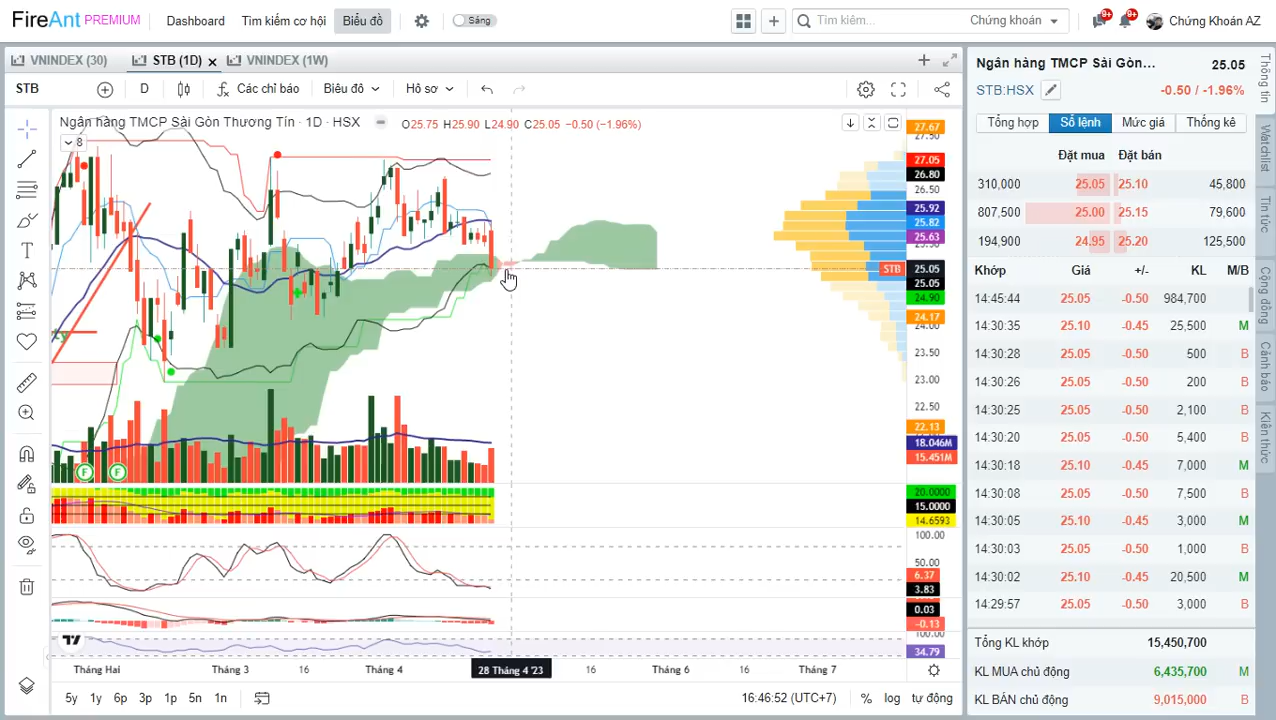 FireAnt PREMIUM Dashboard Tìm kiếm cơ hội Biểu đồ Sáng Tìm kiếm... Chứng khoán 9+ 9+ Chứng Khoán AZ
VNINDEX (30) STB (1D) VNINDEX (1W)
STB D Các chỉ báo Biểu đồ Hồ sơ
Ngân hàng TMCP Sài Gòn Thương Tín · 1D · HSX O25.75 H25.90 L24.90 C25.05 −0.50 (−1.96%)
8
27.67
27.50
27.05
26.80
26.50
25.92
25.82
25.63
25.50
STB 25.05
25.05
24.90
24.17
24.00
23.50
23.00
22.50
22.13
18.046M
15.451M
F F
20.0000
15.0000
14.6593
100.00
50.00
6.37
3.83
0.03
-0.13
100.00
34.79
Tháng Hai Tháng 3 16 Tháng 4 28 Tháng 4 '23 16 Tháng 6 16 Tháng 7
5y 1y 6p 3p 1p 5n 1n 16:46:52 (UTC+7) % log tự động
Ngân hàng TMCP Sài Gòn... 25.05
STB:HSX -0.50 / -1.96%
Tổng hợp Sổ lệnh Mức giá Thống kê
Đặt mua Đặt bán
310,000 25.05 25.10 45,800
807,500 25.00 25.15 79,600
194,900 24.95 25.20 125,500
Khớp Giá +/- KL M/B
14:45:44 25.05 -0.50 984,700
14:30:35 25.10 -0.45 25,500 M
14:30:28 25.05 -0.50 500 B
14:30:26 25.05 -0.50 200 B
14:30:25 25.05 -0.50 2,100 B
14:30:20 25.05 -0.50 5,400 B
14:30:18 25.10 -0.45 7,000 M
14:30:08 25.05 -0.50 7,500 B
14:30:05 25.10 -0.45 3,000 M
14:30:03 25.05 -0.50 1,000 B
14:30:02 25.10 -0.45 20,500 M
14:29:57 25.05 -0.50 3,000 B
Tổng KL khớp 15,450,700
KL MUA chủ động 6,435,700
KL BÁN chủ động 9,015,000
Thông tin
Watchlist
Tin tức
Cộng đồng
Cảnh báo
Kiến thức